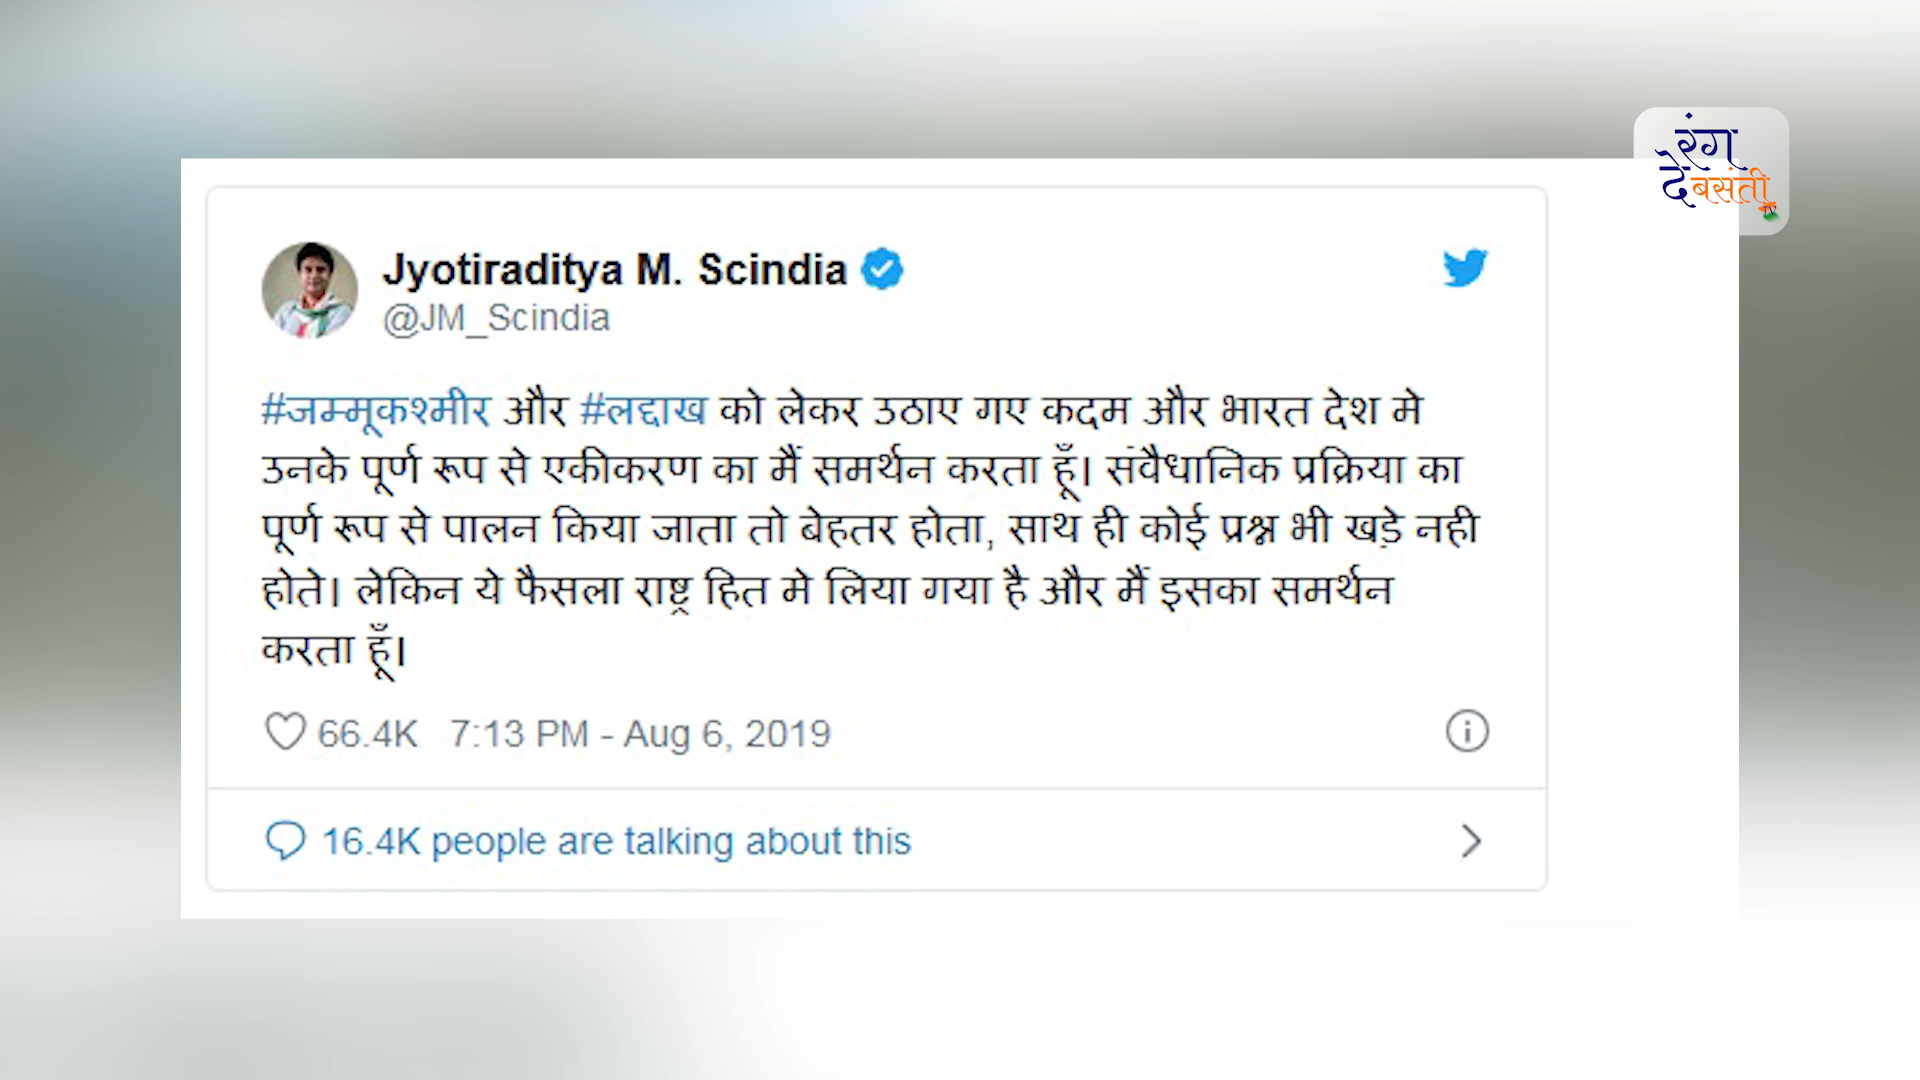 रंग
दे बसंती
TV
Jyotiraditya M. Scindia
@JM_Scindia
#जम्मूकश्मीर और #लद्दाख को लेकर उठाए गए कदम और भारत देश मे
उनके पूर्ण रूप से एकीकरण का मैं समर्थन करता हूँ। संवैधानिक प्रक्रिया का
पूर्ण रूप से पालन किया जाता तो बेहतर होता, साथ ही कोई प्रश्न भी खड़े नही
होते। लेकिन ये फैसला राष्ट्र हित मे लिया गया है और मैं इसका समर्थन
करता हूँ।
66.4K 7:13 PM - Aug 6, 2019
16.4K people are talking about this